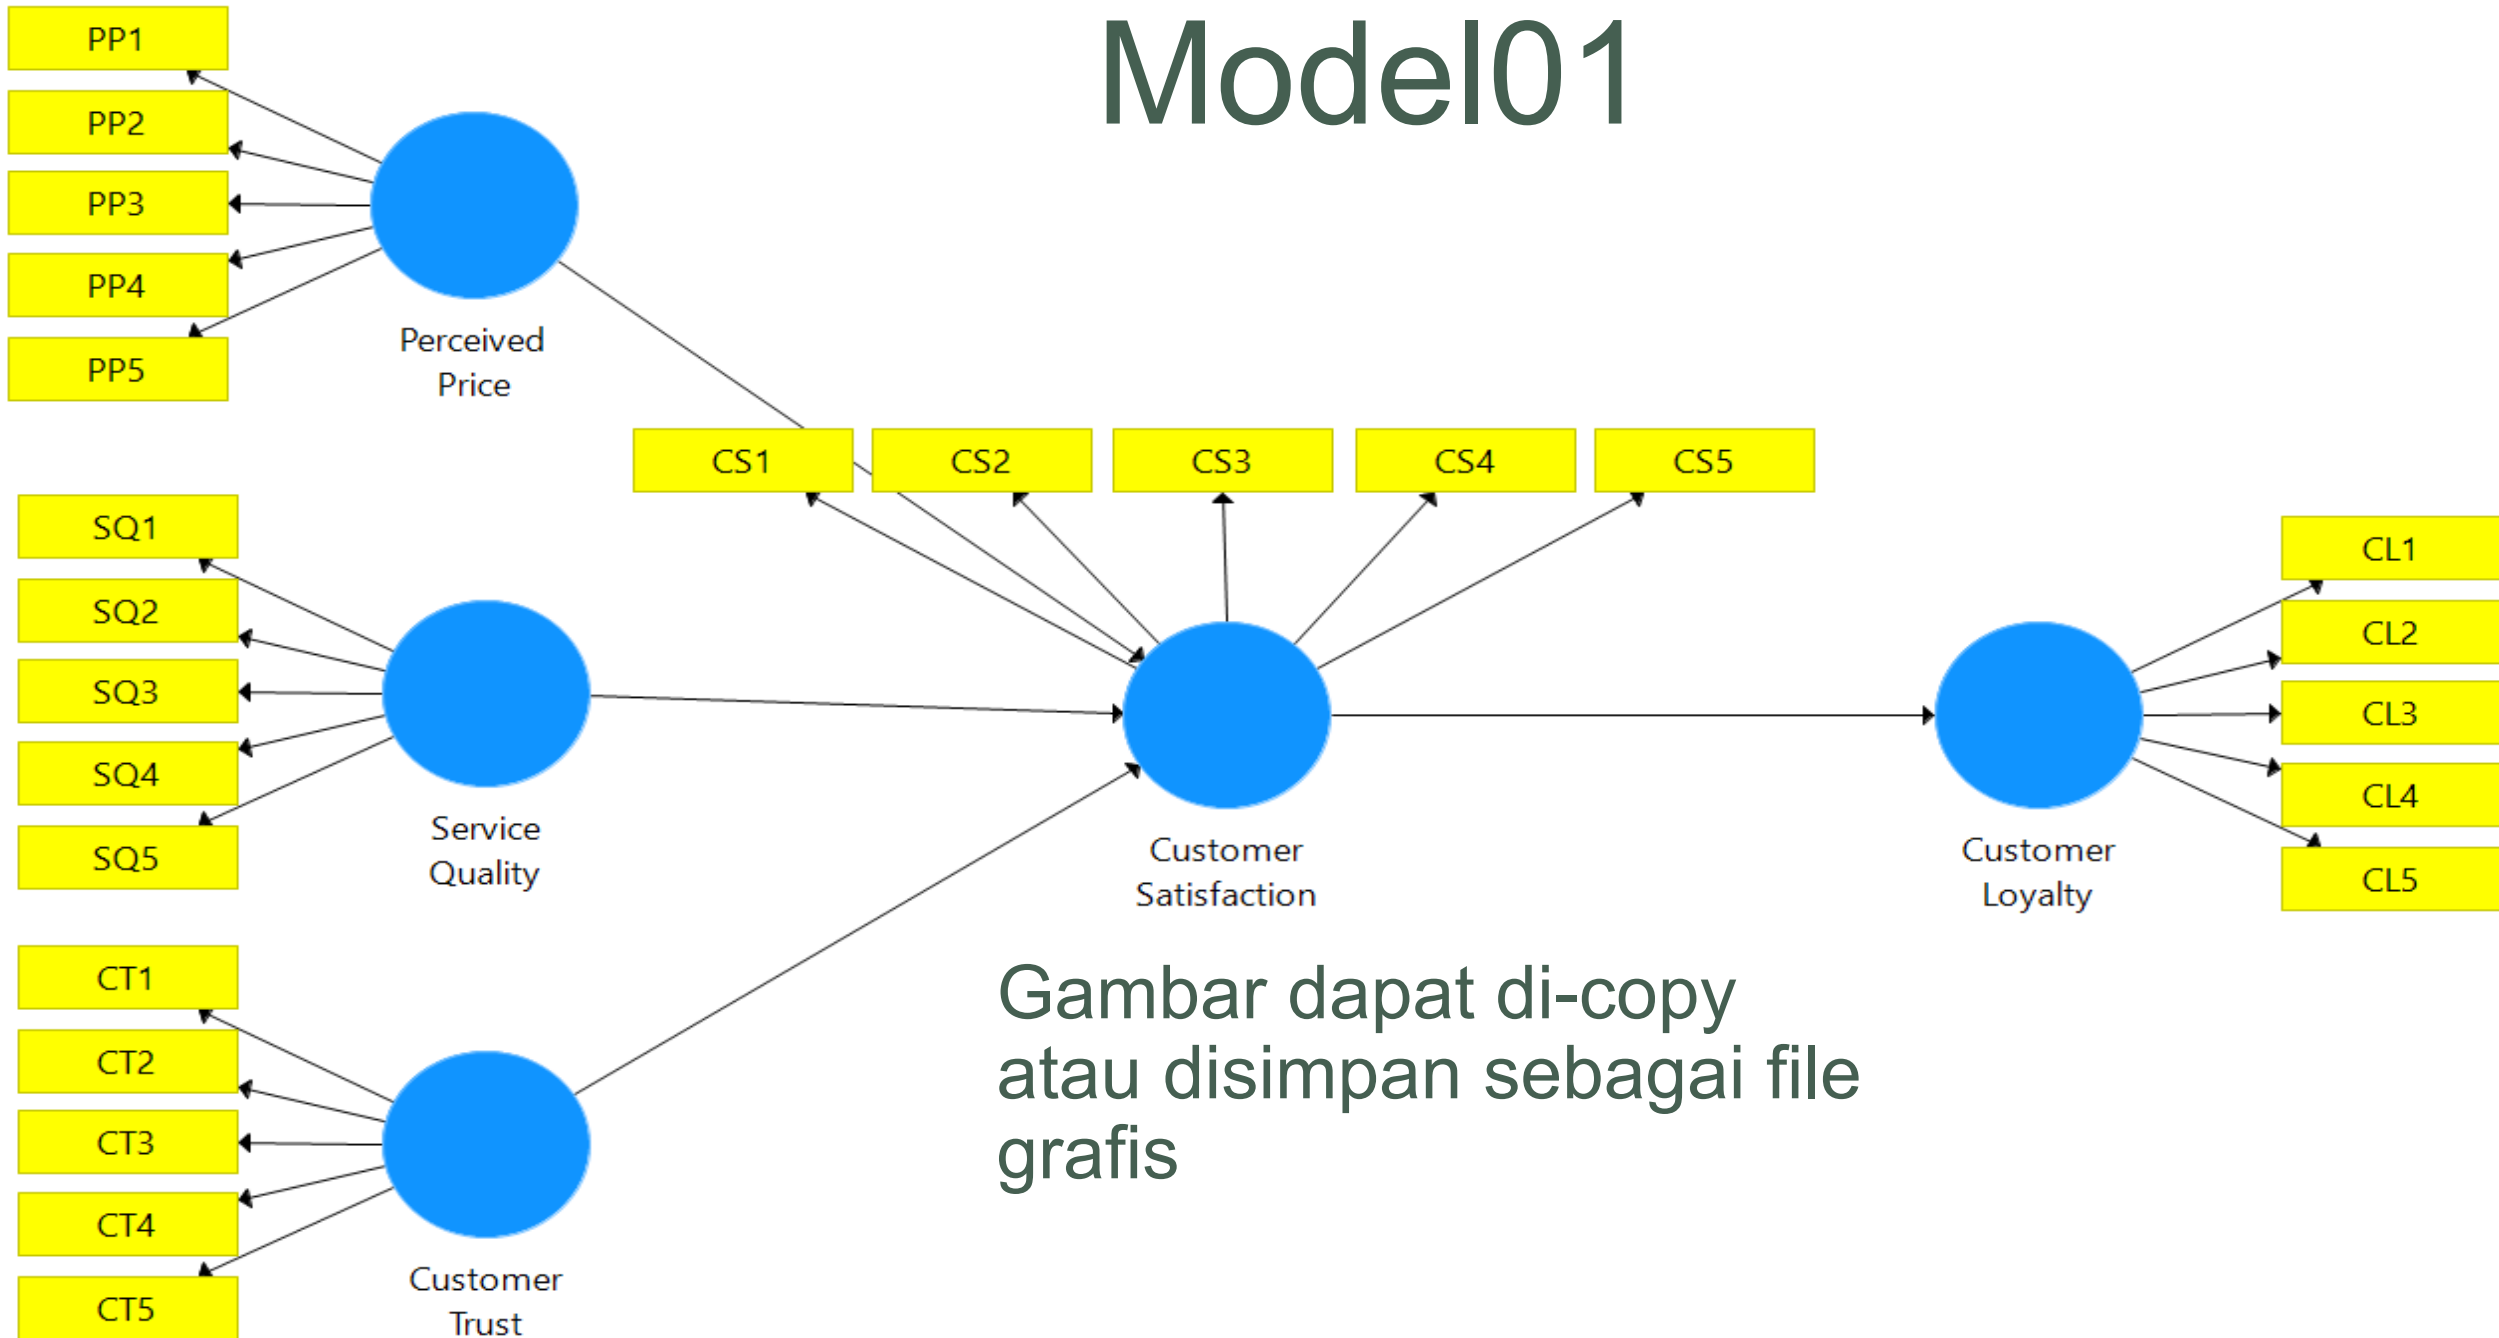 Model01
PP1
PP2
PP3
PP4
PP5
Perceived
Price
CS1
CS2
CS3
CS4
CS5
SQ1
SQ2
SQ3
SQ4
SQ5
Service
Quality
Customer
Satisfaction
Customer
Loyalty
CL1
CL2
CL3
CL4
CL5
CT1
CT2
CT3
CT4
CT5
Customer
Trust
Gambar dapat di-copy
atau disimpan sebagai file
grafis